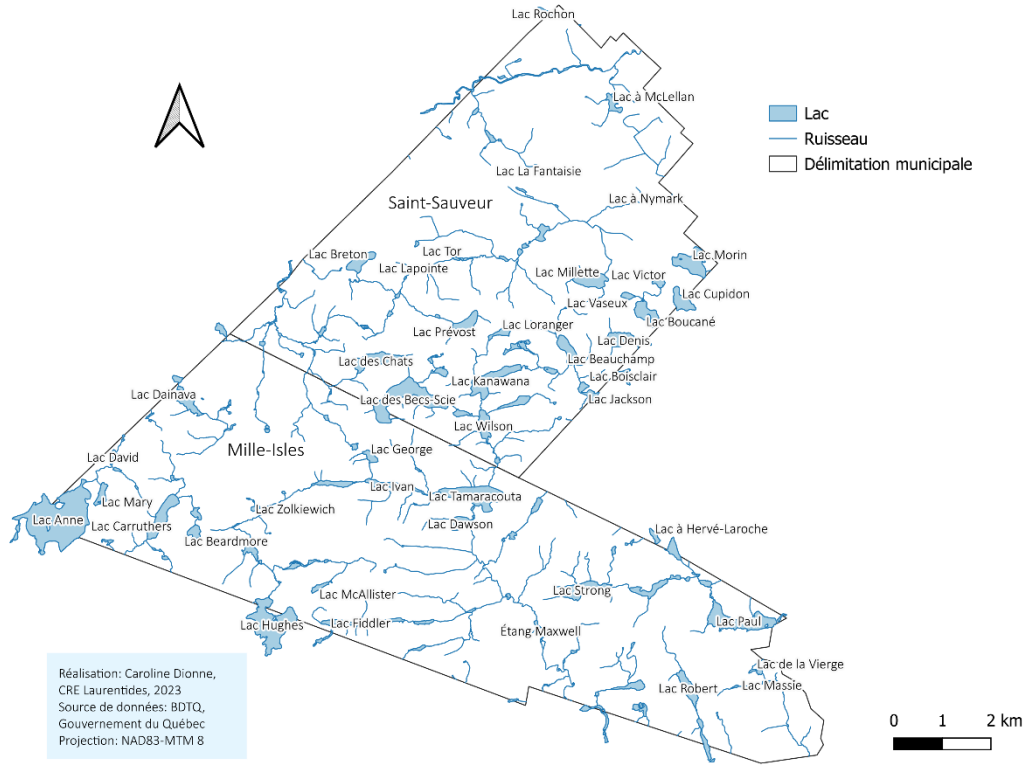 Lac Rochon
Lac à McLellan
Lac
Ruisseau
Délimitation municipale
Lac La Fantaisie
Lac à Nymark
Saint-Sauveur
Lac Tor
Lac Breton
Lac Morin
Lac Lapointe
Lac Millètte
Lac Victor
Lac Cupidon
Lac Vaseux
Lac Boucané
Lac Prévost
Lac Loranger
Lac Denis,
Lac des Chats
Lac Beauchamp
Lac Kanawana
Lac Boisclair
Lac Dainava
Lac des Becs-Scie
Lac Jackson
Lac Wilson
Mille-Isles
Lac George
Lac David
Lac Ivan
Lac Mary
Lac Tamaracouta
Lac Zolkiewich
Lac Anne
Lac Carruthers
Lac Dawson
Lac à Hervé-Laroche
Lac Beardmore
Lac McAllister
Lac Strong
Lac Hughes
Lac Fiddler
Étang Maxwell
Lac Paul
Lac de la Vierge
Lac Robert
Lac Massie
Réalisation: Caroline Dionne,
CRE Laurentides, 2023
Source de données: BDTQ,
Gouvernement du Québec
Projection: NAD83-MTM 8
0 1 2 km